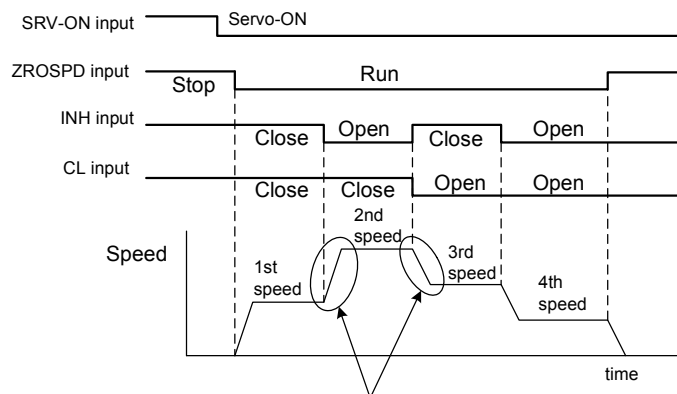 SRV-ON input
Servo-ON
ZROSPD input
Stop
Run
INH input
Close
Open
Close
Open
CL input
Close
Close
Open
Open
Speed
1st
speed
2nd
speed
3rd
speed
4th
speed
time